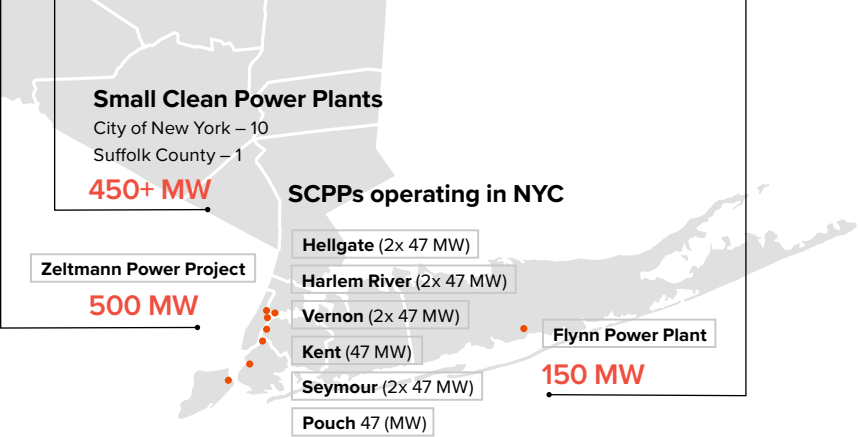 Small Clean Power Plants
City of New York – 10
Suffolk County – 1
450+ MW
SCPPs operating in NYC
Hellgate (2x 47 MW)
Harlem River (2x 47 MW)
Vernon (2x 47 MW)
Kent (47 MW)
Seymour (2x 47 MW)
Pouch 47 (MW)
Zeltmann Power Project
500 MW
Flynn Power Plant
150 MW